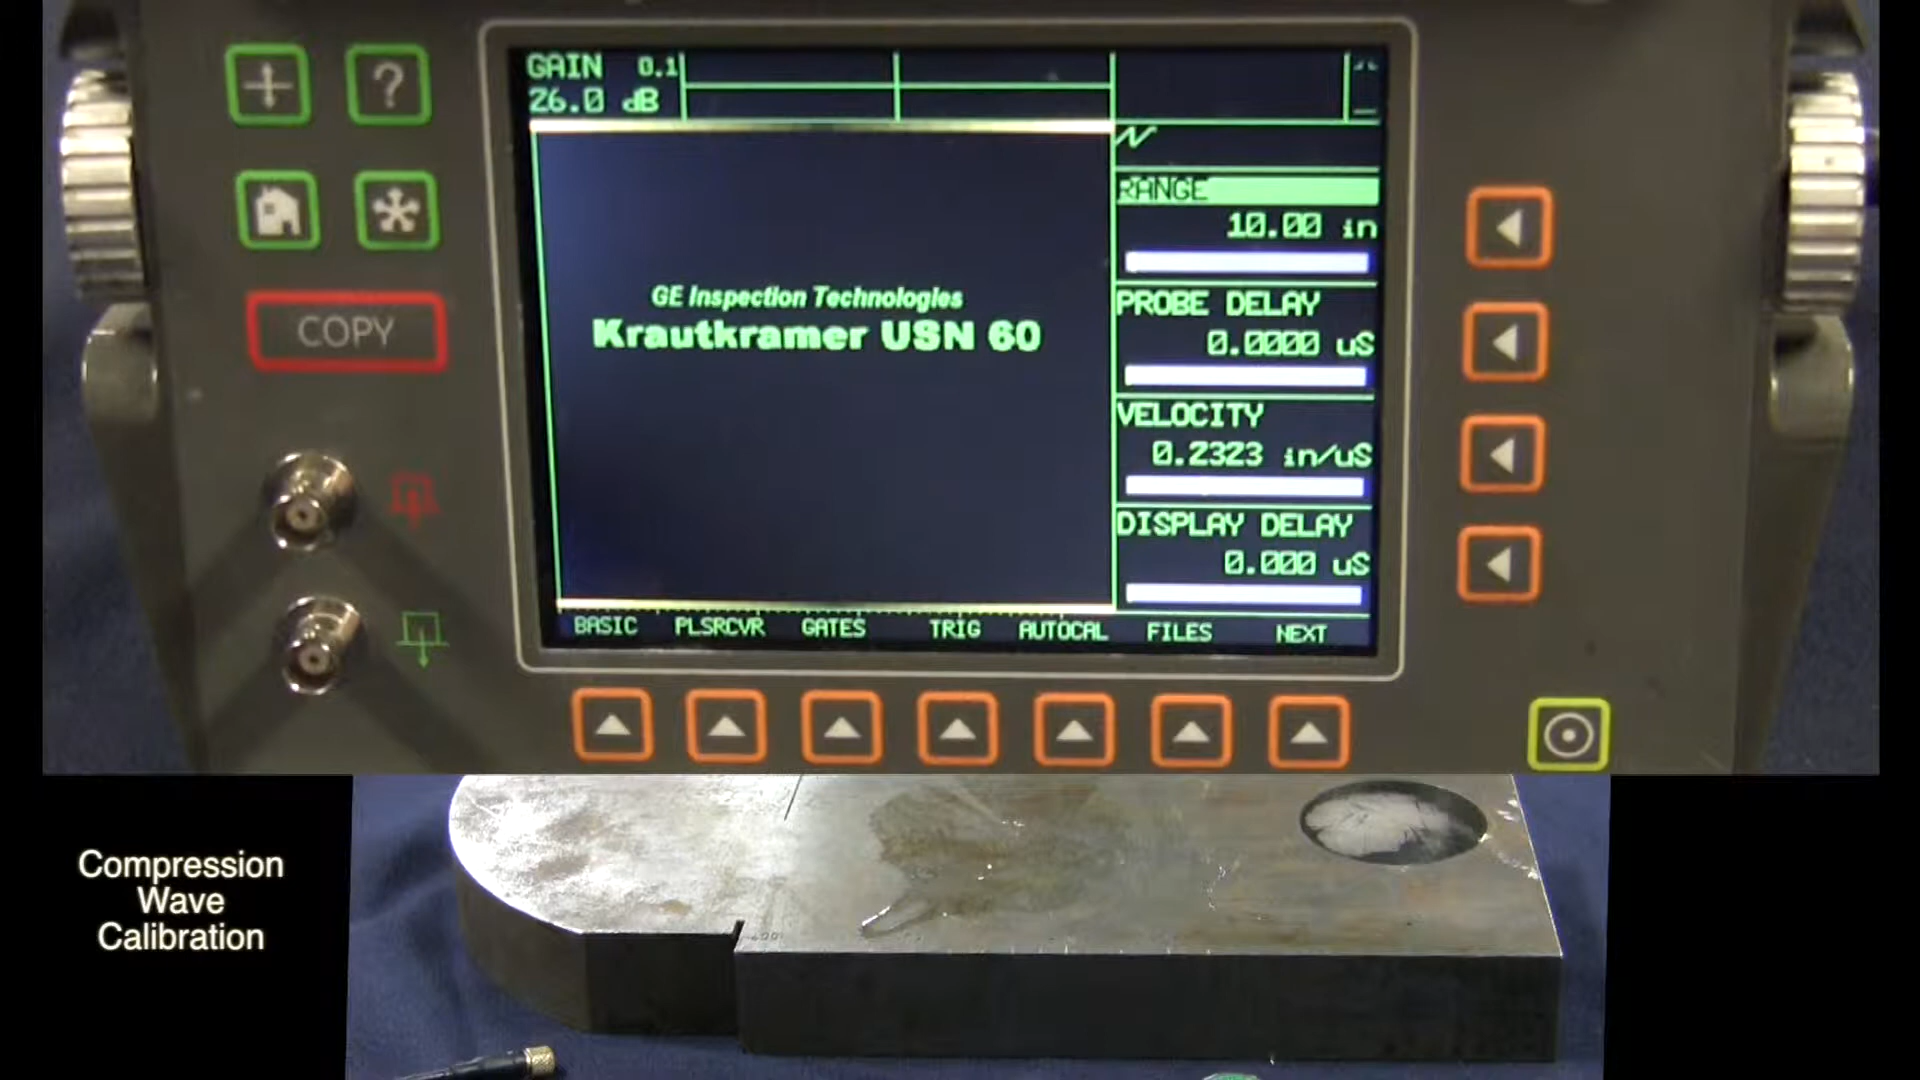 GAIN 0.1
26.0 dB
RANGE
10.00 in
GE Inspection Technologies
Krautkramer USN 60
PROBE DELAY
0.0000 uS
VELOCITY
0.2323 in/uS
DISPLAY DELAY
0.000 uS
BASIC PLSRCVR GATES TRIG AUTOCAL FILES NEXT
?
COPY
Compression
Wave
Calibration